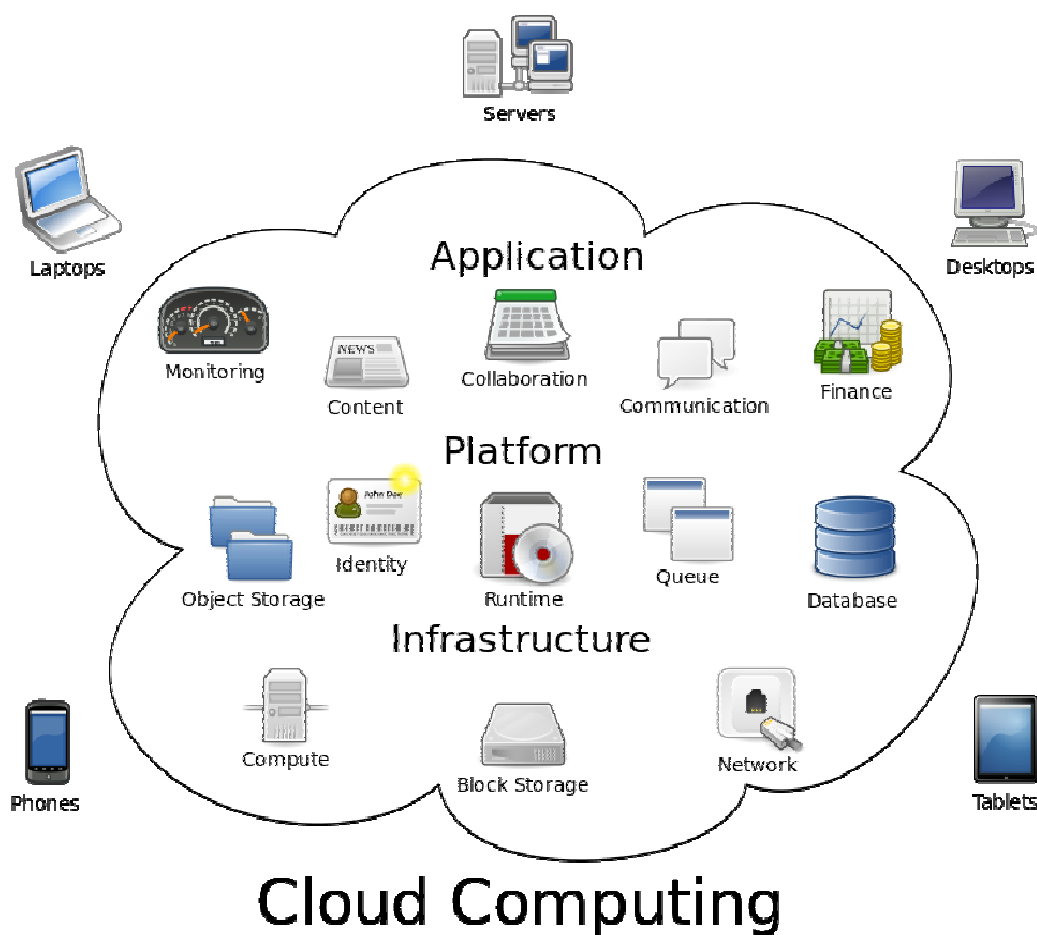 Servers
Laptops
Desktops
Application
Monitoring
NEWS
Content
Collaboration
Communication
Finance
Platform
John Doe
Object Storage
Identity
Runtime
Queue
Database
Infrastructure
Compute
Block Storage
Network
Phones
Tablets
Cloud Computing